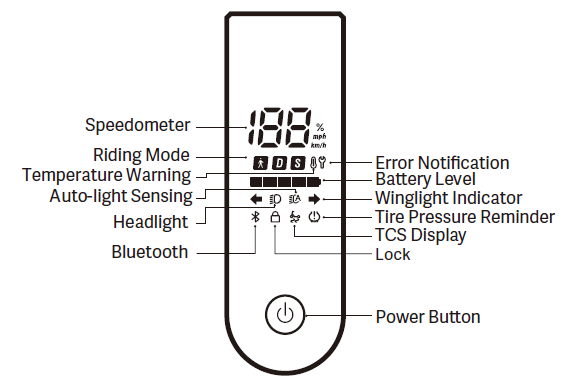 Speedometer
188
%
mph
km/h
Riding Mode
D
S
Error Notification
Temperature Warning
Battery Level
Auto-light Sensing
A
Winglight Indicator
Headlight
Tire Pressure Reminder
TCS Display
Bluetooth
Lock
Power Button